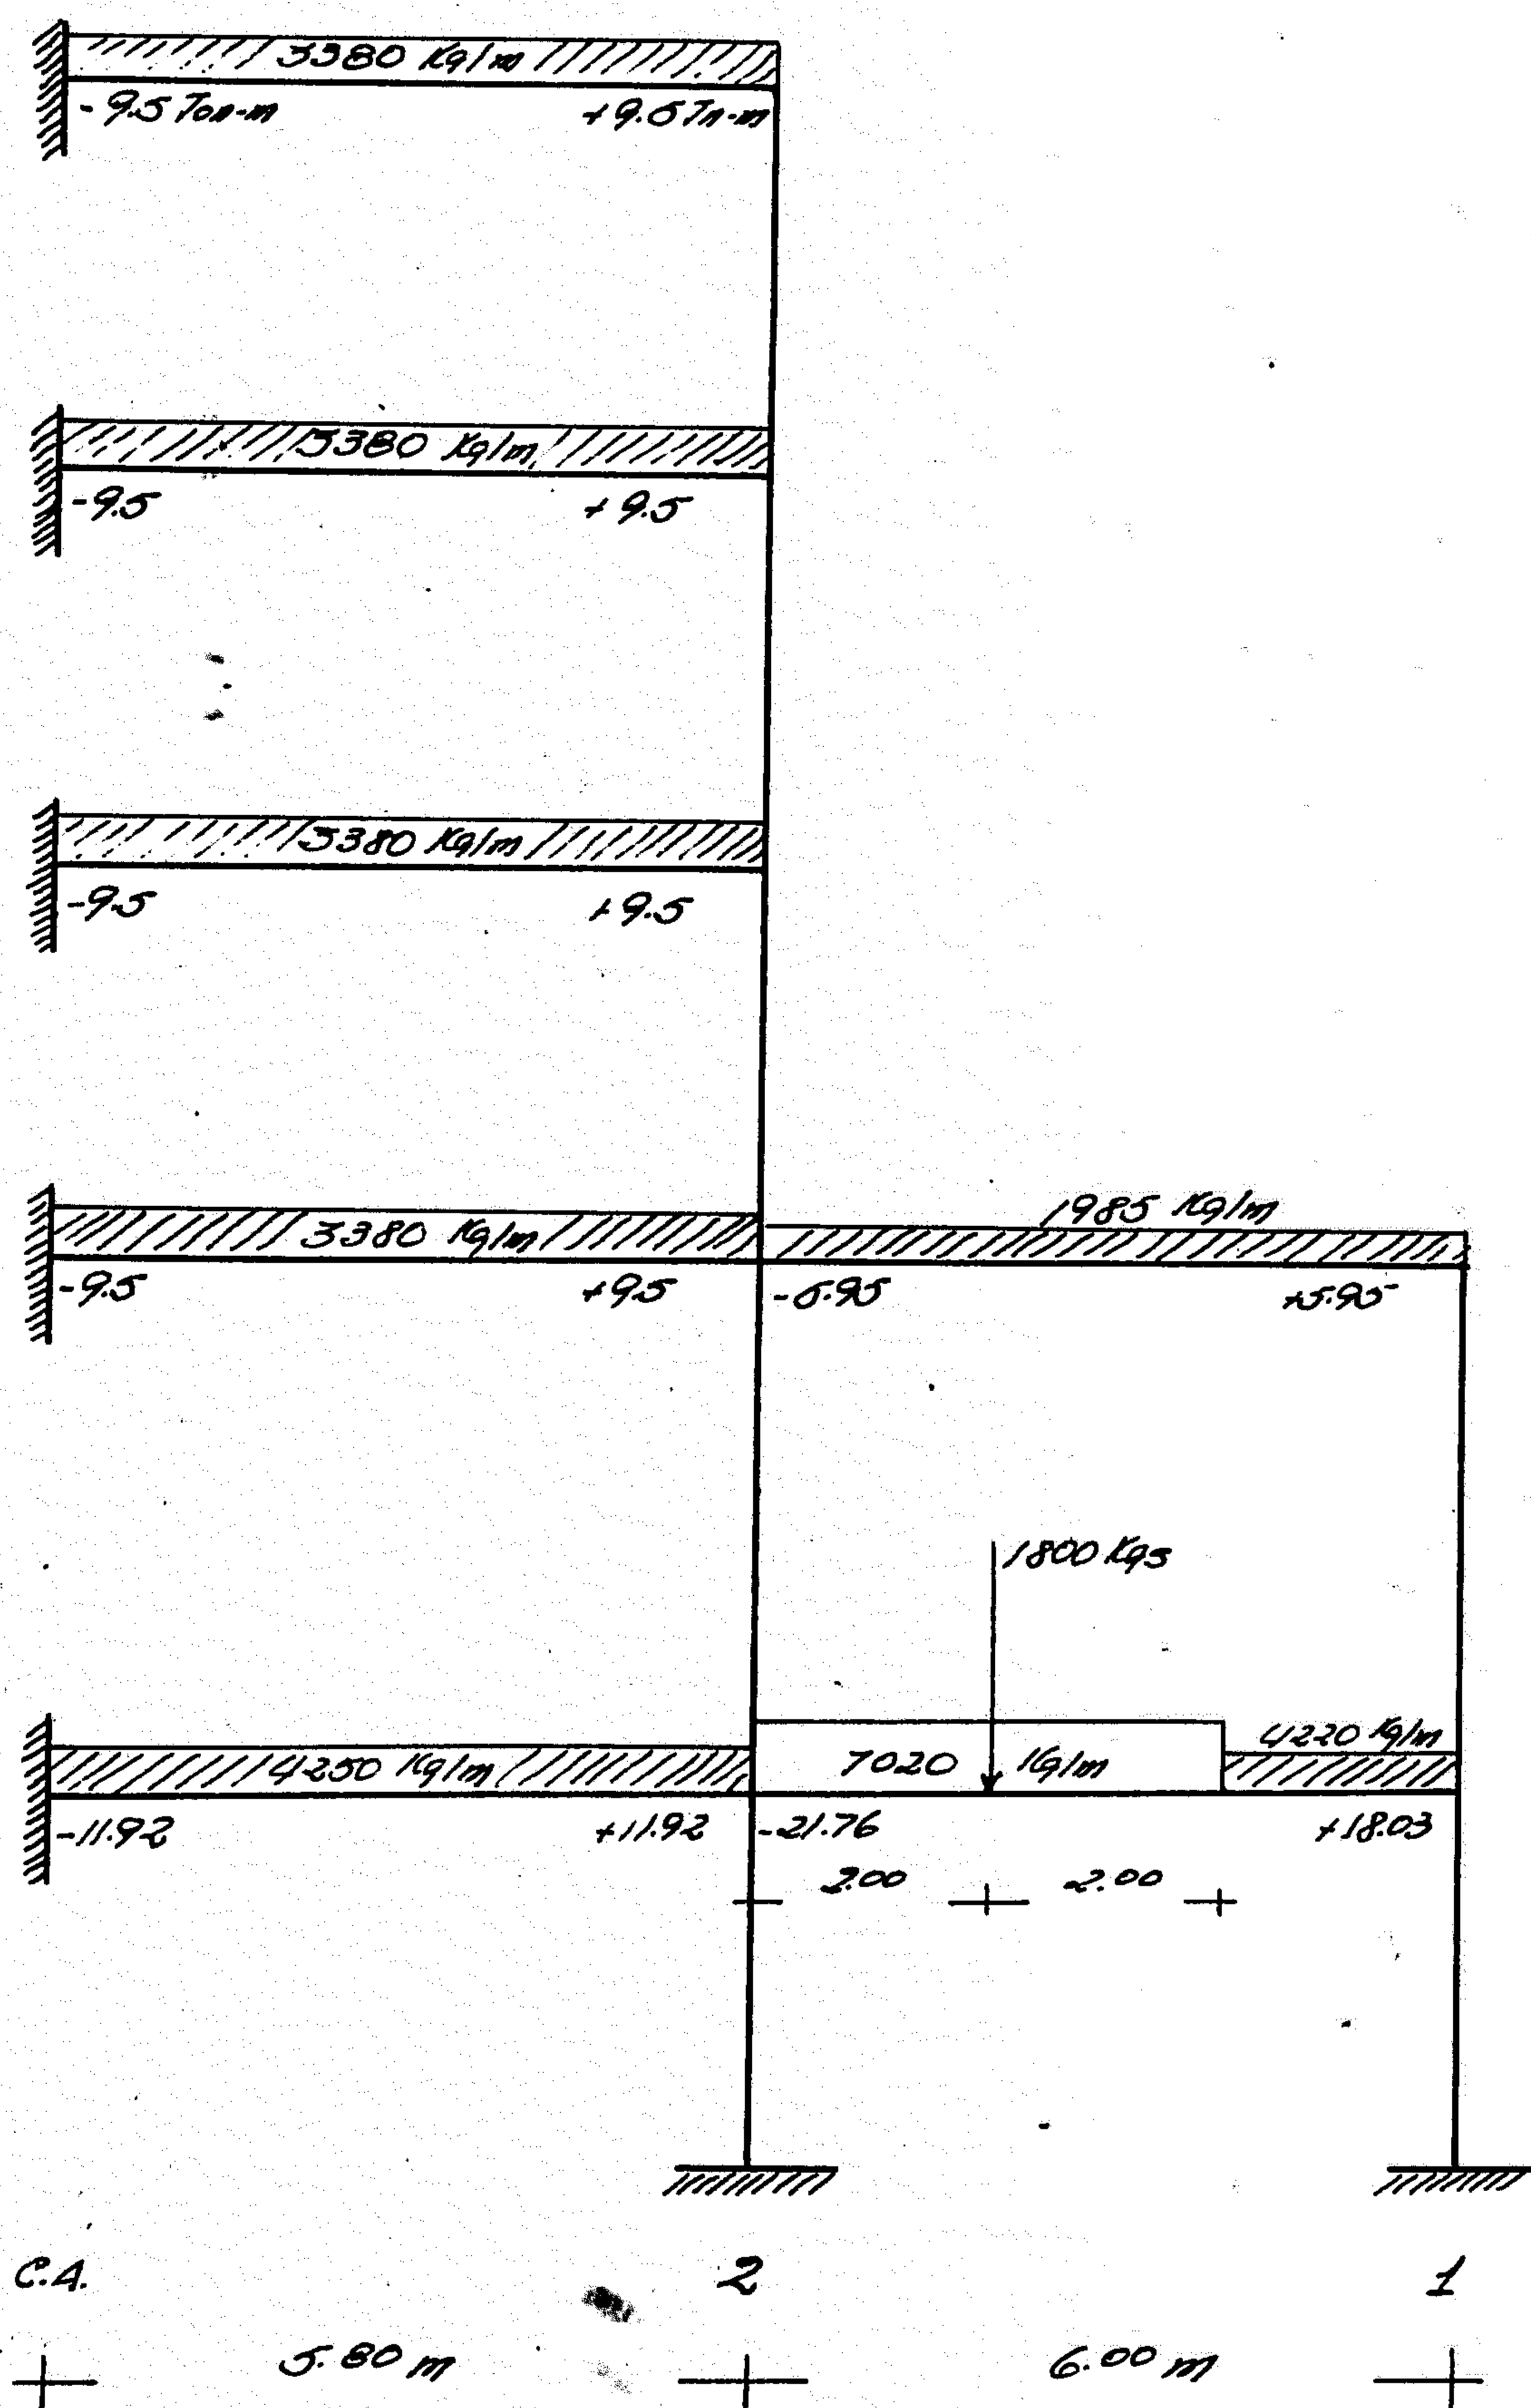 3380 Kg/m
-9.5 Ton-m +9.5 Tn-m
3380 Kg/m
-9.5 +9.5
3380 Kg/m
-9.5 +9.5
1985 Kg/m
3380 Kg/m
-9.5 +9.5 -5.95 +5.95
1800 Kgs
4220 Kg/m
4250 Kg/m 7020 Kg/m
-11.92 +11.92 -21.76 +18.03
2.00 2.00
C.A. 2 1
5.80 m 6.00 m